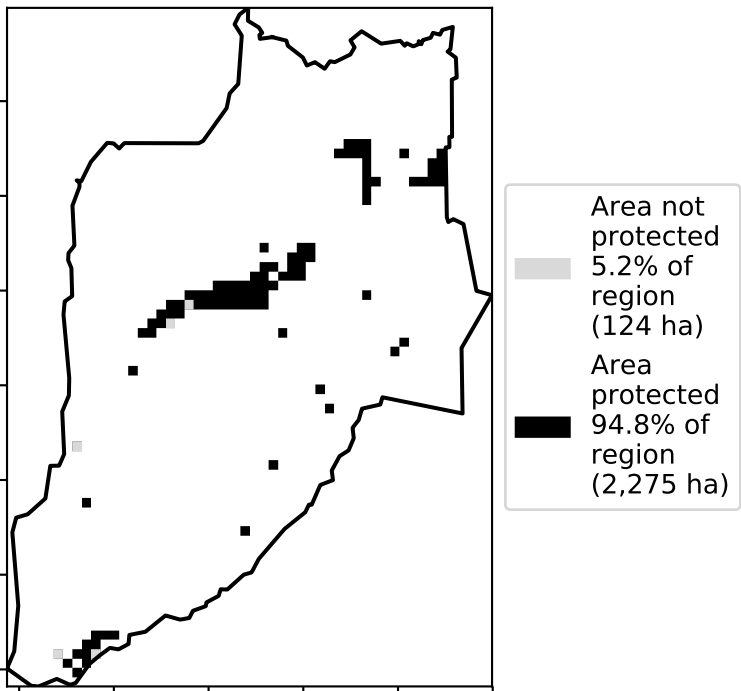 Area not
protected
5.2% of
region
(124 ha)
Area
protected
94.8% of
region
(2,275 ha)